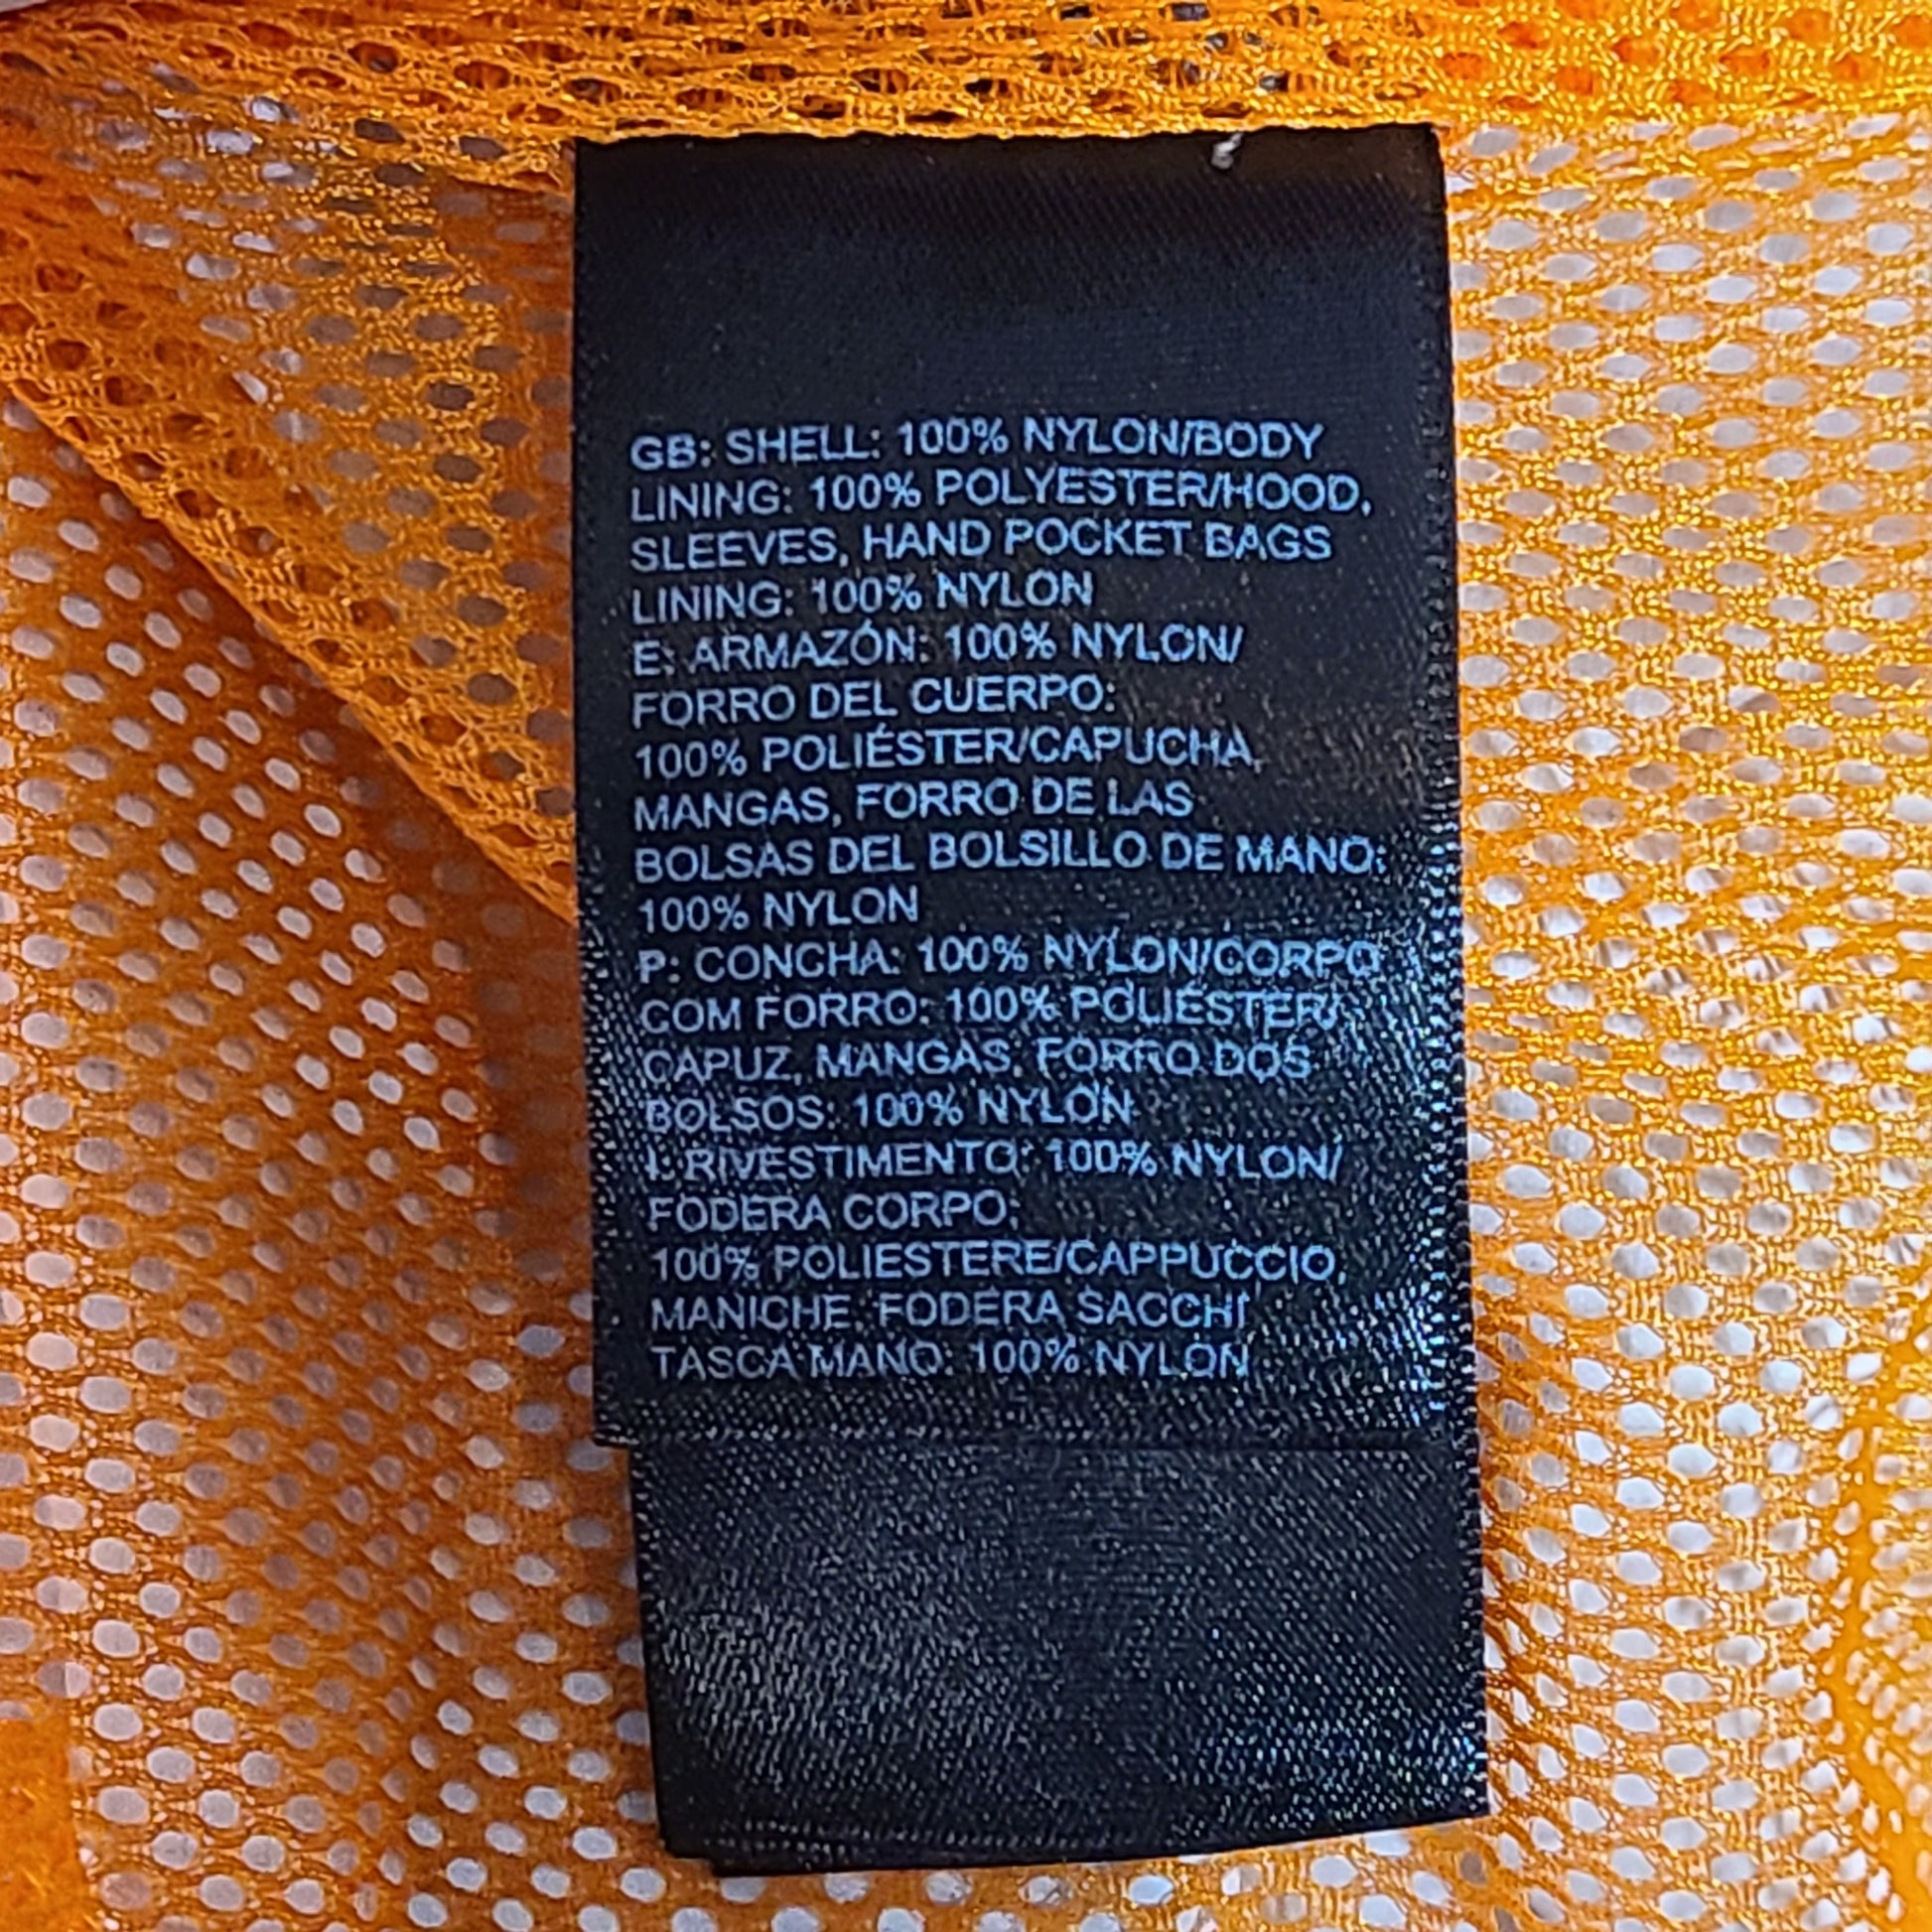 GB: SHELL: 100% NYLON/BODY
LINING: 100% POLYESTER/HOOD,
SLEEVES, HAND POCKET BAGS
LINING: 100% NYLON
E: ARMAZÓN: 100% NYLON/
FORRO DEL CUERPO:
100% POLIÉSTER/CAPUCHA,
MANGAS, FORRO DE LAS
BOLSAS DEL BOLSILLO DE MANO:
100% NYLON
P: CONCHA: 100% NYLON/CORPO
COM FORRO: 100% POLIÉSTER/
CAPUZ, MANGAS, FORRO DOS
BOLSOS: 100% NYLON
I: RIVESTIMENTO: 100% NYLON/
FODERA CORPO:
100% POLIESTERE/CAPPUCCIO,
MANICHE, FODERA SACCHI
TASCA MANO: 100% NYLON